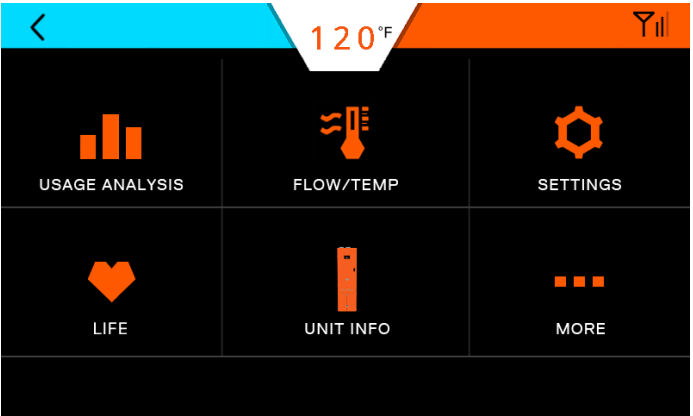 120°F
USAGE ANALYSIS
FLOW/TEMP
SETTINGS
LIFE
UNIT INFO
MORE